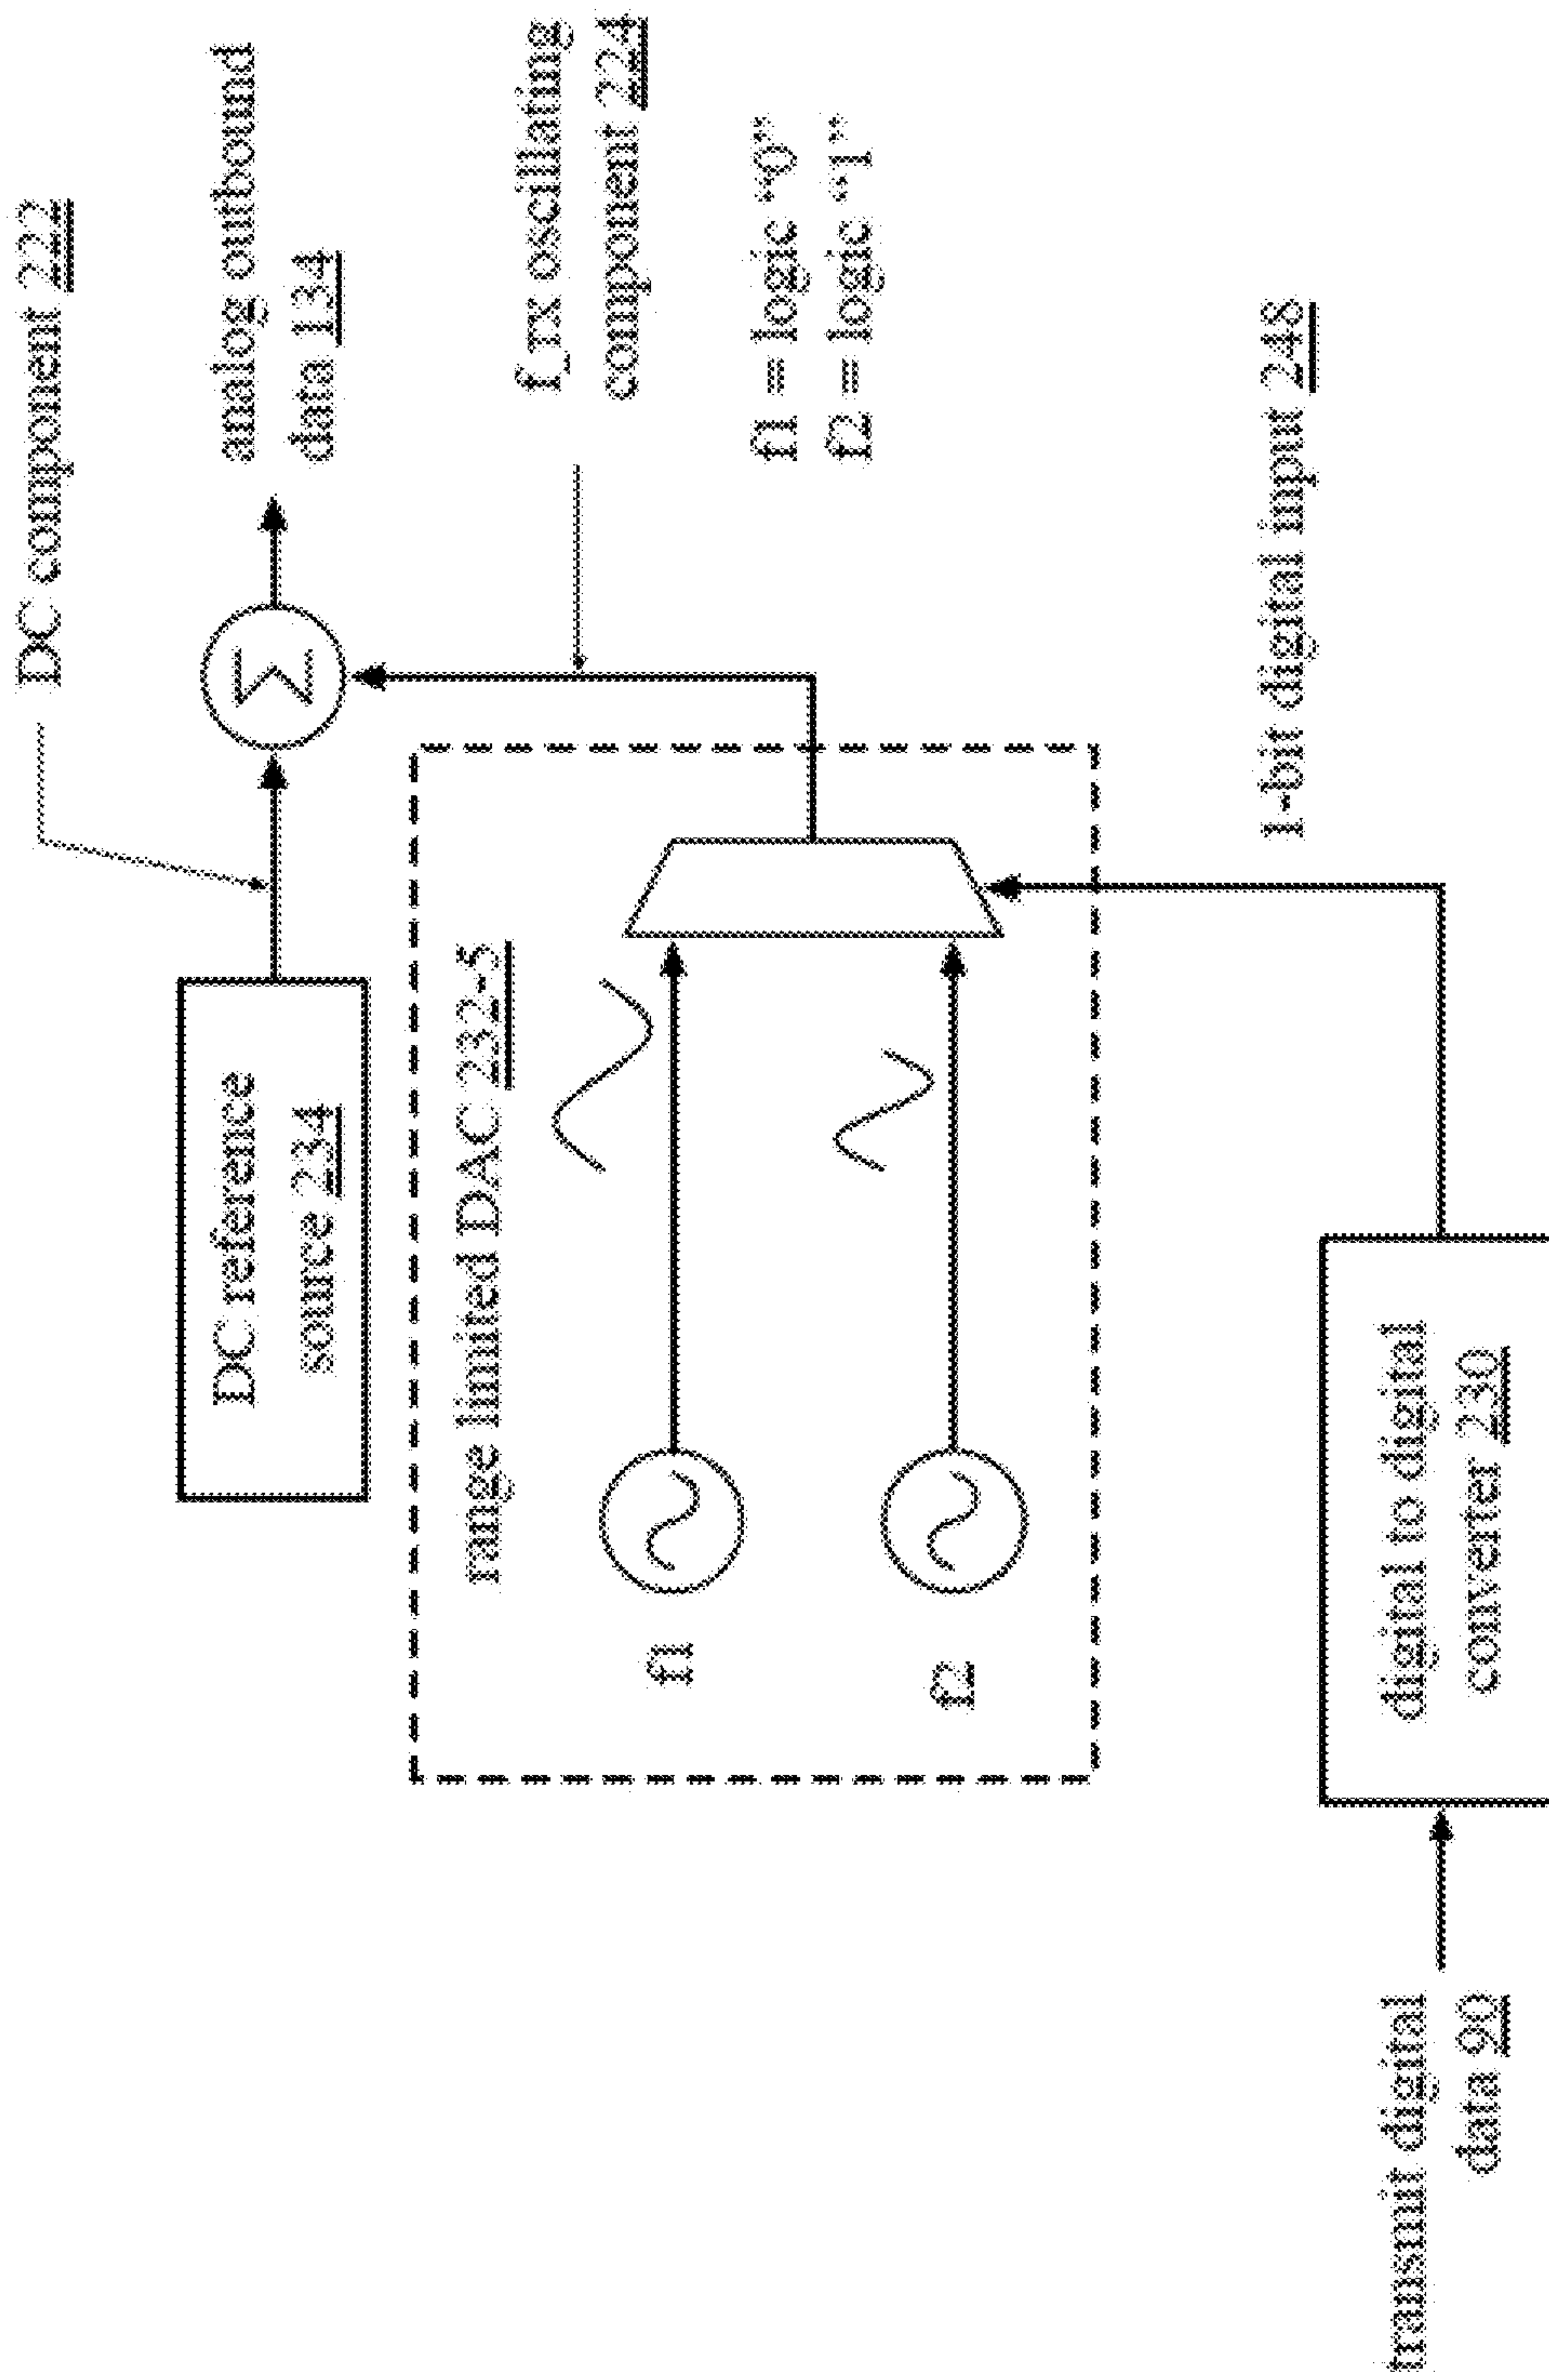 DC component 222
analog outbound
data 134
DC reference
source 234
f_rx oscillating
component 224
range limited DAC 232-5
f1 = logic “0”
f2 = logic “1”
f1
f2
1-bit digital input 248
digital to digital
converter 230
transmit digital
data 90